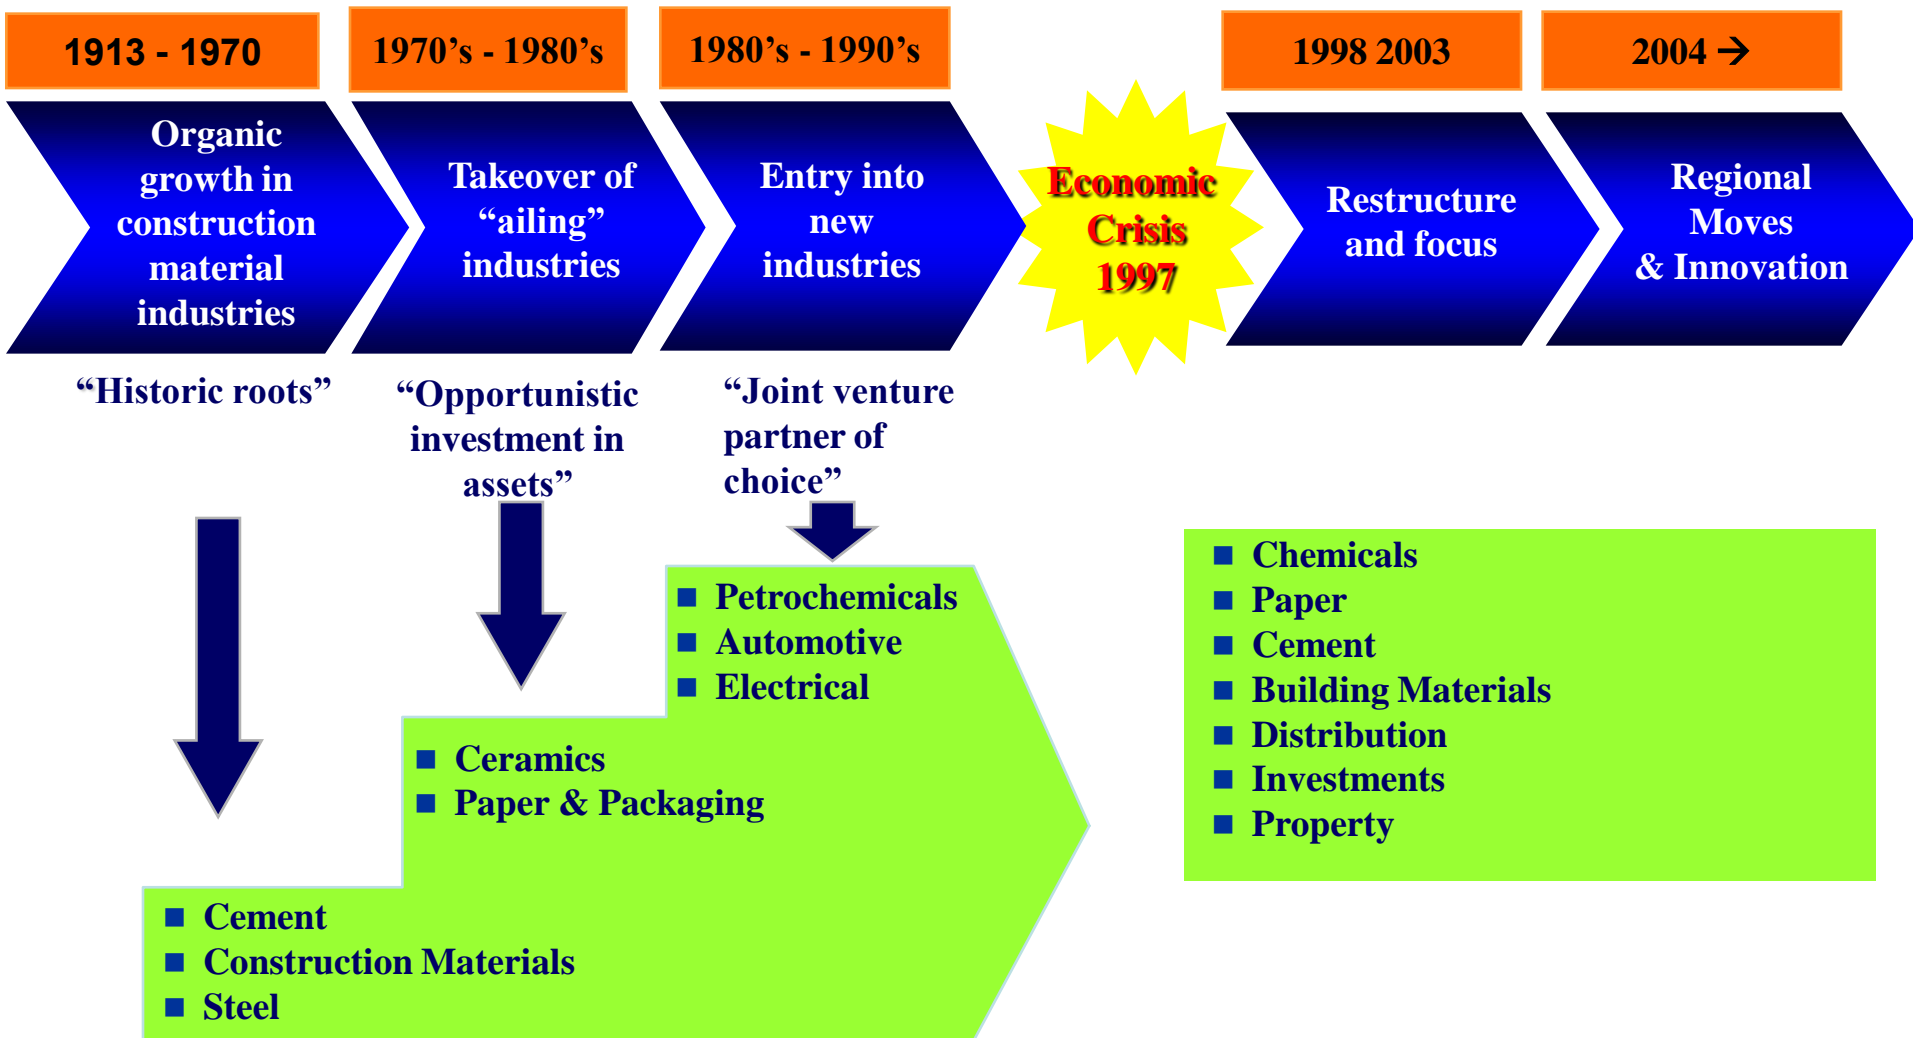 1913 - 1970
1970’s - 1980’s
1980’s - 1990’s
1998 2003
2004 →
Organic
growth in
construction
material
industries
Takeover of
“ailing”
industries
Entry into
new
industries
Economic
Crisis
1997
Restructure
and focus
Regional
Moves
& Innovation
“Historic roots”
“Opportunistic
investment in
assets”
“Joint venture
partner of
choice”
Petrochemicals
Automotive
Electrical
Ceramics
Paper & Packaging
Cement
Construction Materials
Steel
Chemicals
Paper
Cement
Building Materials
Distribution
Investments
Property